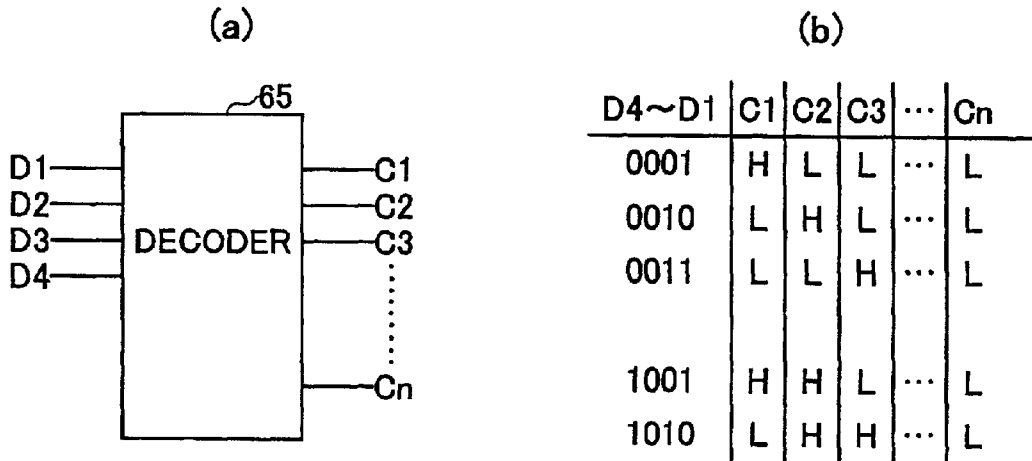 (a)
65
D1
D2
D3
D4
DECODER
C1
C2
C3
Cn
(b)
D4~D1 C1 C2 C3 ··· Cn
0001 H L L ··· L
0010 L H L ··· L
0011 L L H ··· L
1001 H H L ··· L
1010 L H H ··· L